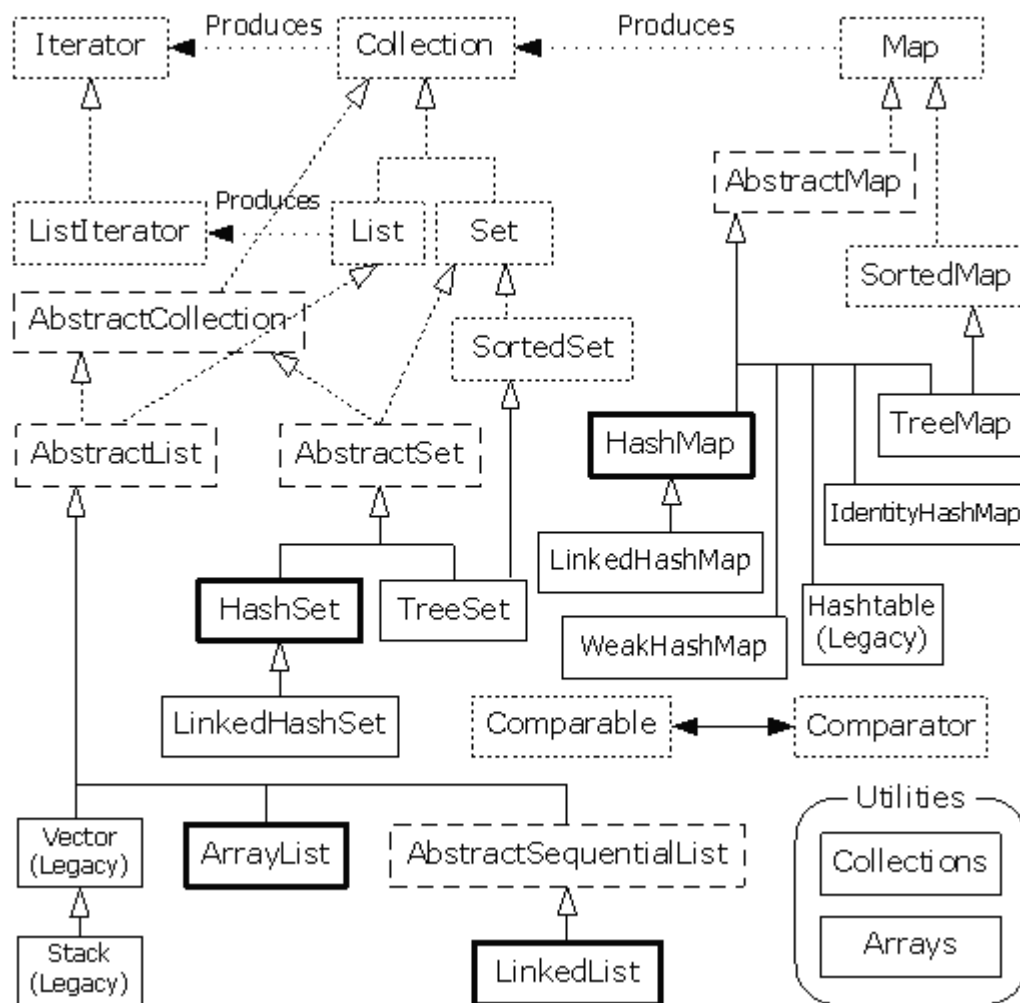 Iterator
Produces
Collection
Produces
Map
AbstractMap
ListIterator
Produces
List
Set
SortedMap
AbstractCollection
SortedSet
AbstractList
AbstractSet
HashMap
TreeMap
IdentityHashMap
LinkedHashMap
HashSet
TreeSet
Hashtable
(Legacy)
WeakHashMap
LinkedHashSet
Comparable
Comparator
Utilities
Vector
(Legacy)
ArrayList
AbstractSequentialList
Collections
Stack
(Legacy)
LinkedList
Arrays